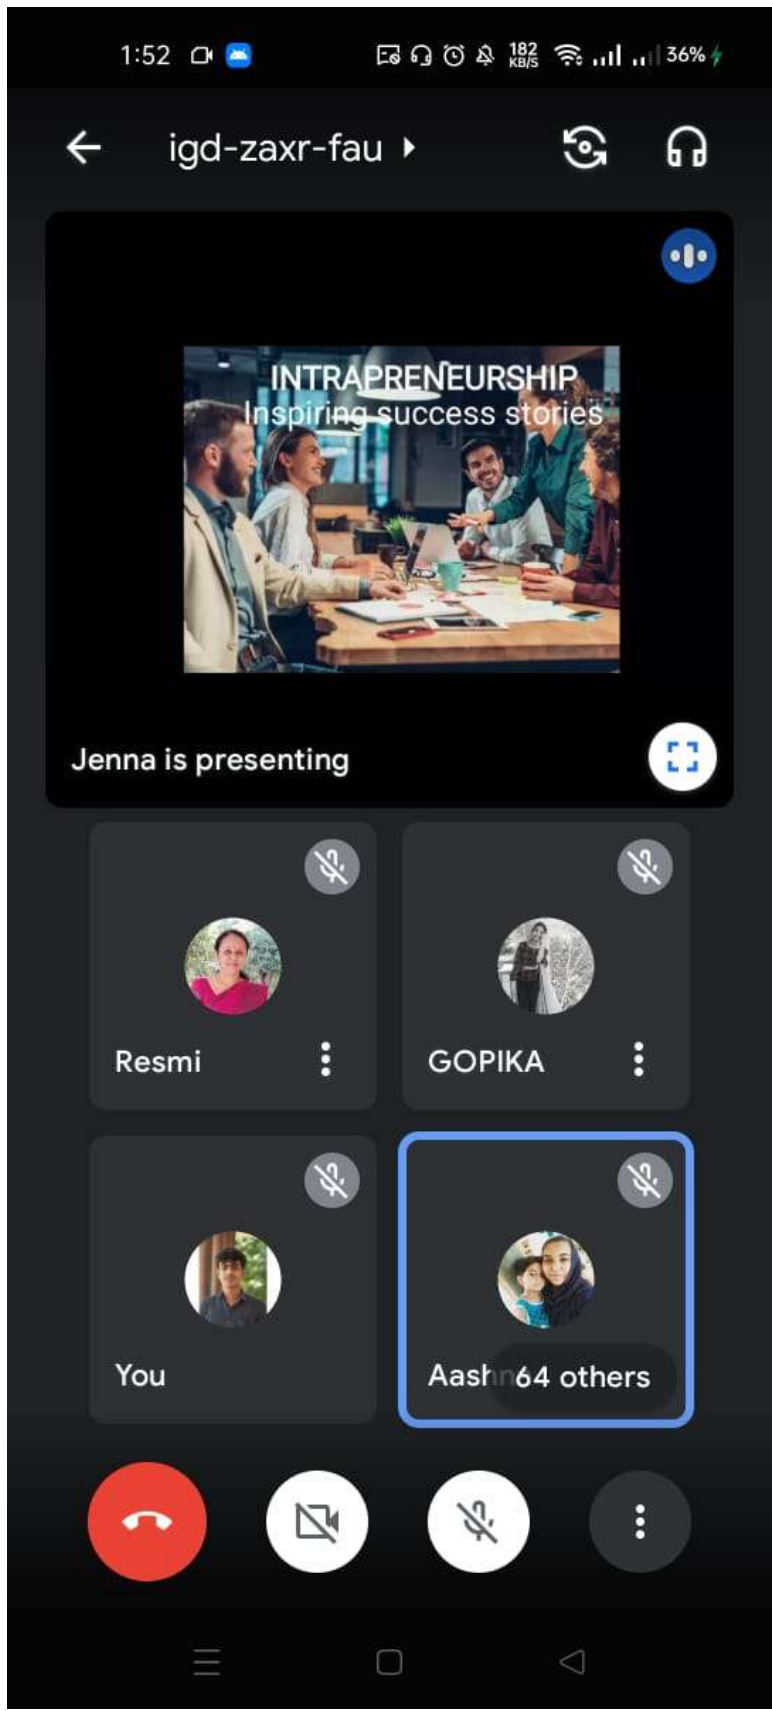 1:52
182 KB/S
36%
igd-zaxr-fau
INTRAPRENEURSHIP
Inspiring success stories
Jenna is presenting
Resmi
GOPIKA
You
64 others